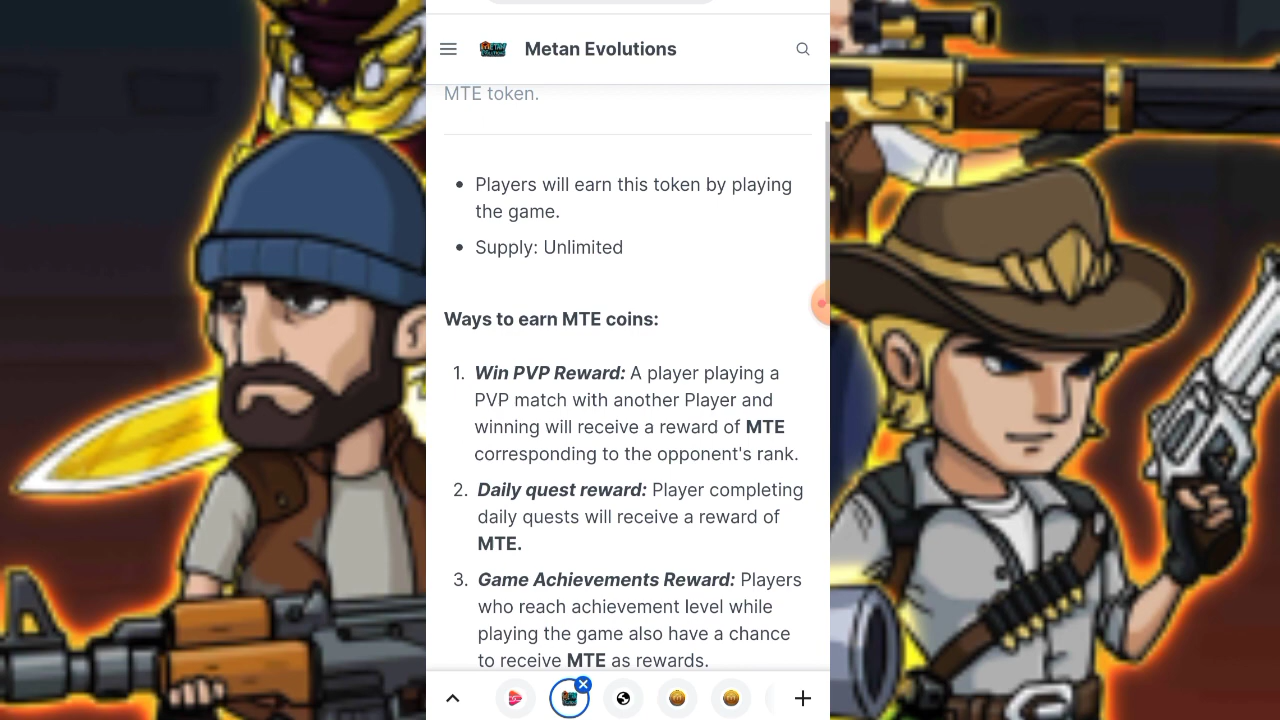 Metan Evolutions
MTE token.
• Players will earn this token by playing
the game.
• Supply: Unlimited
Ways to earn MTE coins:
1. Win PVP Reward: A player playing a
PVP match with another Player and
winning will receive a reward of MTE
corresponding to the opponent's rank.
2. Daily quest reward: Player completing
daily quests will receive a reward of
MTE.
3. Game Achievements Reward: Players
who reach achievement level while
playing the game also have a chance
to receive MTE as rewards.